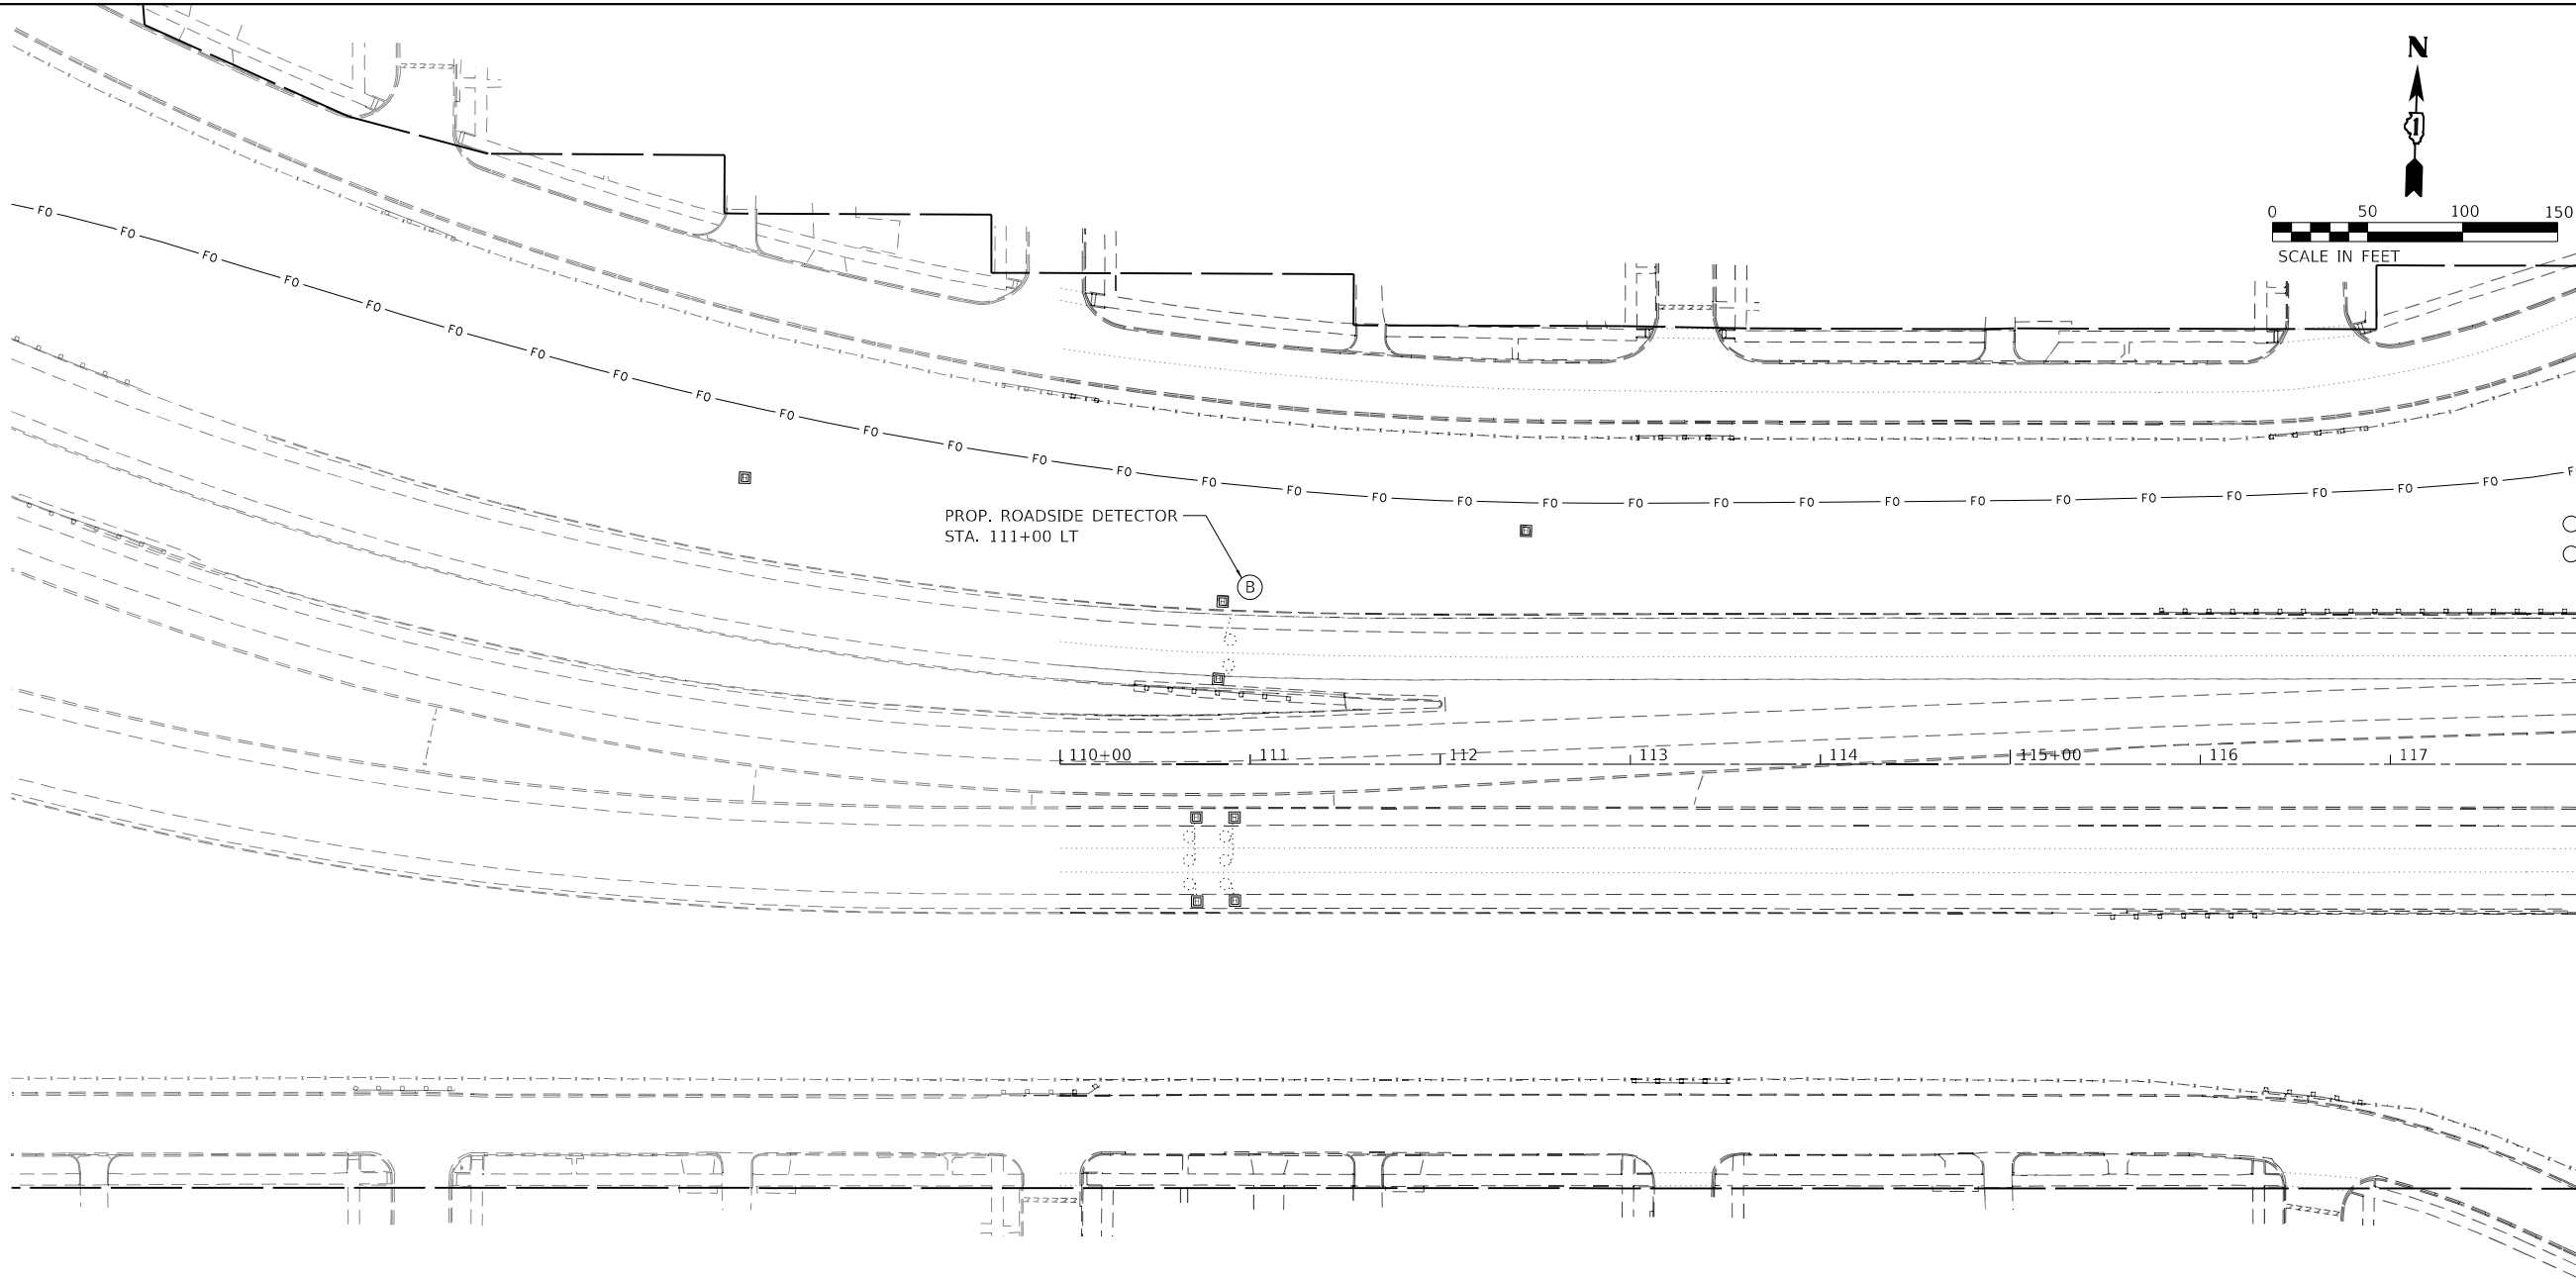 N
1
0 50 100 150
SCALE IN FEET
FO FO FO FO FO FO FO FO FO FO FO FO FO FO FO FO FO FO FO FO FO FO FO FO FO FO FO FO FO FO
PROP. ROADSIDE DETECTOR
STA. 111+00 LT
B
110+00 111 112 113 114 115+00 116 117